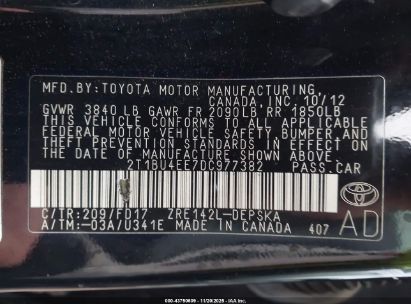 MFD.BY:TOYOTA MOTOR MANUFACTURING,
CANADA, INC. 10/12
GVWR 3840 LB GAWR FR 2090LB RR 1850LB
THIS VEHICLE CONFORMS TO ALL APPLICABLE
FEDERAL MOTOR VEHICLE SAFETY, BUMPER, AND
THEFT PREVENTION STANDARDS IN EFFECT ON
THE DATE OF MANUFACTURE SHOWN ABOVE.
2T1BU4EE7DC977382 PASS.CAR
C/TR:209/FD17 ZRE142L-DEPSKA
A/TM:-03A/U341E MADE IN CANADA 407
AD